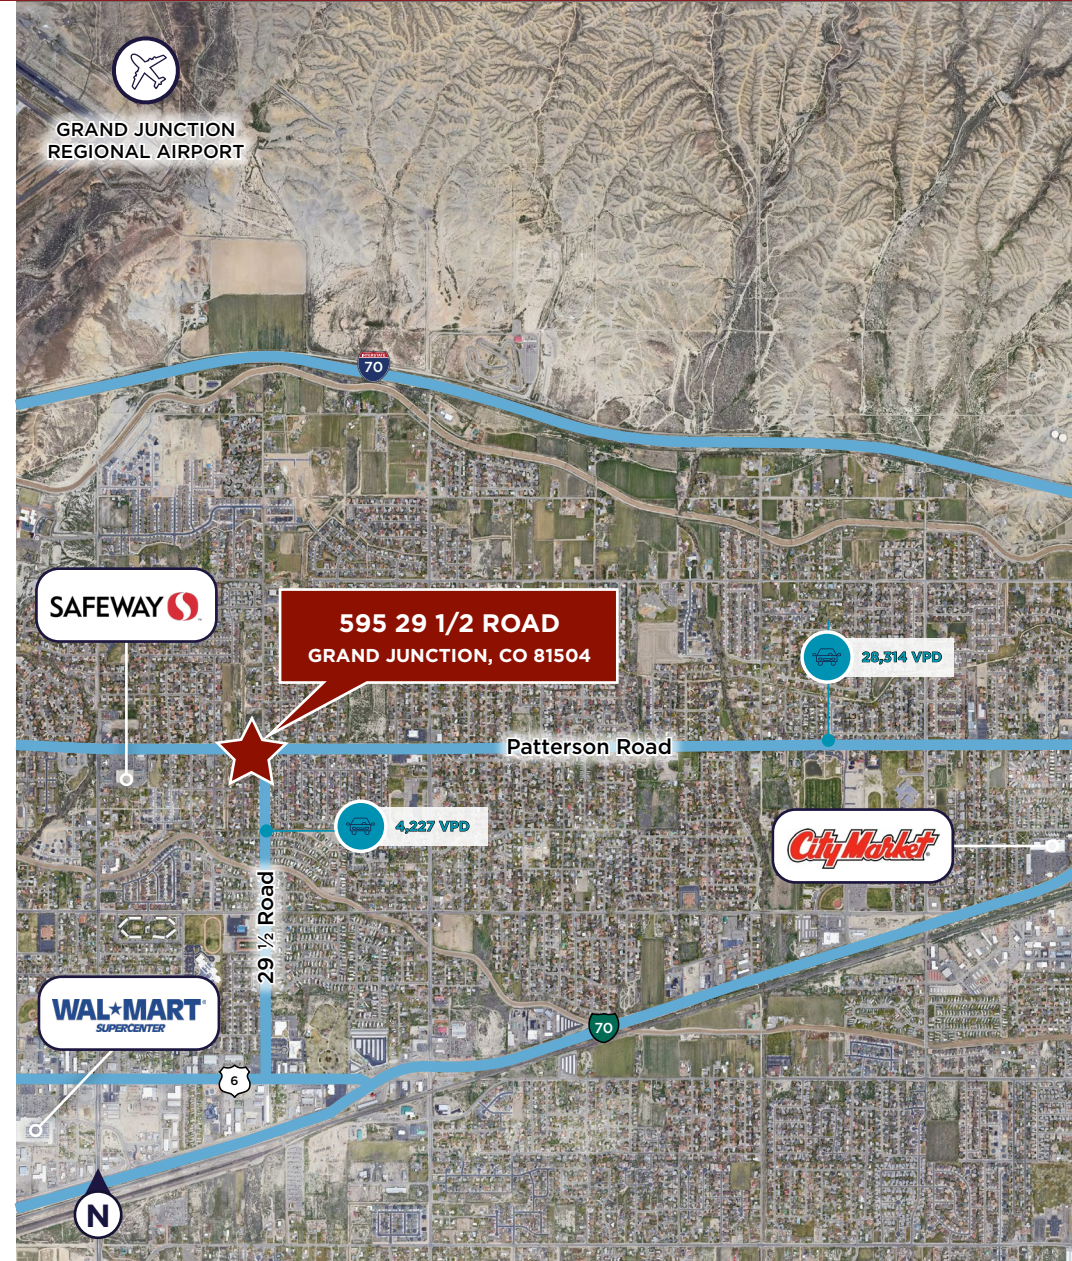 GRAND JUNCTION
REGIONAL AIRPORT
INTERSTATE
70
SAFEWAY
595 29 1/2 ROAD
GRAND JUNCTION, CO 81504
28,314 VPD
Patterson Road
4,227 VPD
City Market
29 ½ Road
WAL★MART
SUPERCENTER
70
6
N